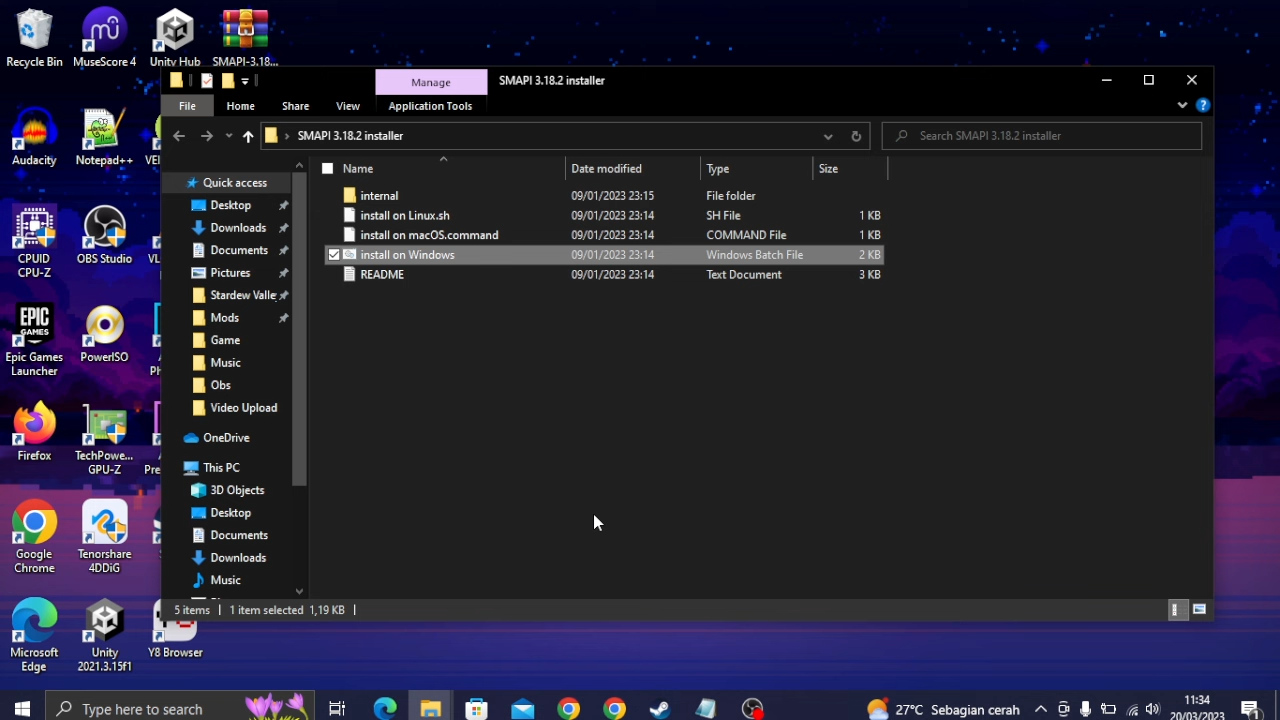 Recycle Bin
MuseScore 4
Unity Hub
SMAPI-3.18...
Manage
SMAPI 3.18.2 installer
File
Home
Share
View
Application Tools
SMAPI 3.18.2 installer
Search SMAPI 3.18.2 installer
Name
Date modified
Type
Size
internal 09/01/2023 23:15 File folder
install on Linux.sh 09/01/2023 23:14 SH File 1 KB
install on macOS.command 09/01/2023 23:14 COMMAND File 1 KB
install on Windows 09/01/2023 23:14 Windows Batch File 2 KB
README 09/01/2023 23:14 Text Document 3 KB
Quick access
Desktop
Downloads
Documents
Pictures
Stardew Valle
Mods
Game
Music
Obs
Video Upload
OneDrive
This PC
3D Objects
Desktop
Documents
Downloads
Music
5 items
1 item selected 1,19 KB
Audacity
Notepad++
CPUID
CPU-Z
OBS Studio
EPIC
GAMES
Epic Games
Launcher
PowerISO
Firefox
TechPowe...
GPU-Z
Google
Chrome
Tenorshare
4DDiG
Microsoft
Edge
Unity
2021.3.15f1
Y8 Browser
Type here to search
27°C Sebagian cerah
11:34
20/03/2023
1